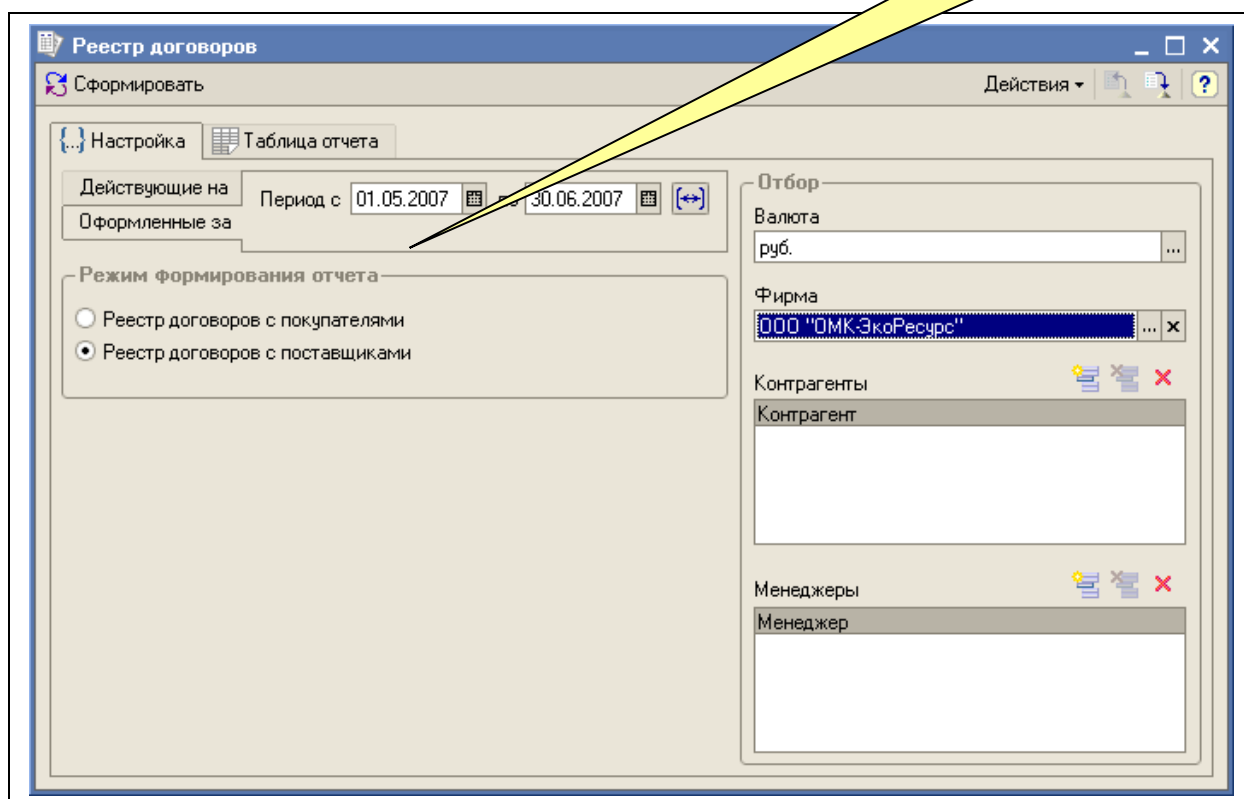 Реестр договоров
Сформировать
Действия
{...} Настройка
Таблица отчета
Действующие на
Оформленные за
Период с 01.05.2007 30.06.2007
Режим формирования отчета
Реестр договоров с покупателями
Реестр договоров с поставщиками
Отбор
Валюта
руб.
Фирма
ООО "ОМК-ЭкоРесурс"
Контрагенты
Контрагент
Менеджеры
Менеджер